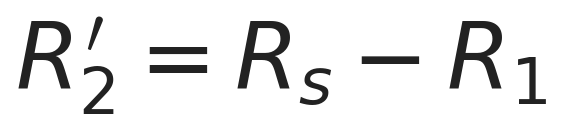 R′₂ = Rₛ − R₁